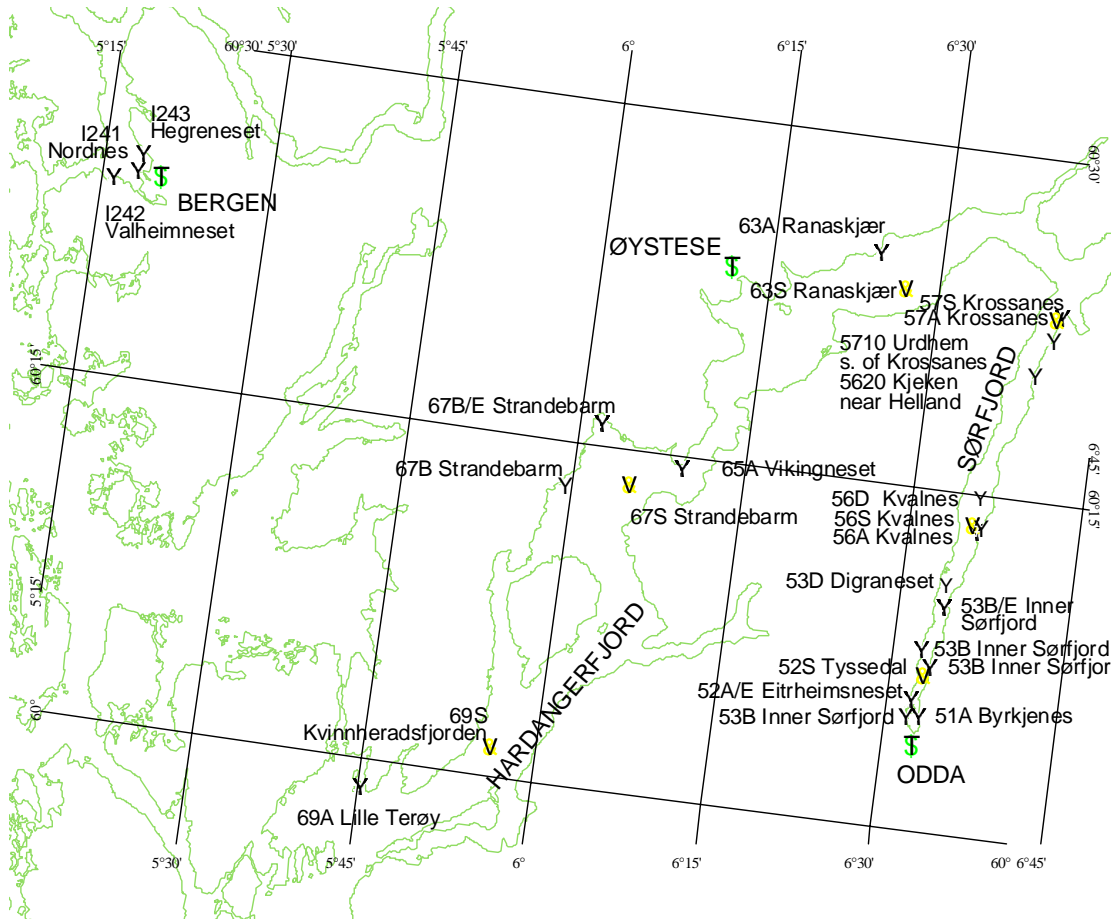 5°15'
60°30' 5°30'
5°45'
6°
6°15'
6°30'
60°30'
I243
Hegreneset
I241
Nordnes
BERGEN
I242
Valheimneset
63A Ranaskjær
ØYSTESE
63S Ranaskjær
57S Krossanes
57A Krossanes
5710 Urdhem
s. of Krossanes
5620 Kjeken
near Helland
SØRFJORD
60°15'
67B/E Strandebarm
6°45'
67B Strandebarm
65A Vikingneset
67S Strandebarm
56D Kvalnes
56S Kvalnes
56A Kvalnes
60°15'
53D Digraneset
5°15'
53B/E Inner
Sørfjord
HARDANGERFJORD
53B Inner Sørfjord
52S Tyssedal
53B Inner Sørfjor
52A/E Eitrheimsneset
53B Inner Sørfjord
51A Byrkjenes
60°
69S
Kvinnheradsfjorden
ODDA
69A Lille Terøy
5°30'
5°45'
6°
6°15'
6°30'
60° 6°45'